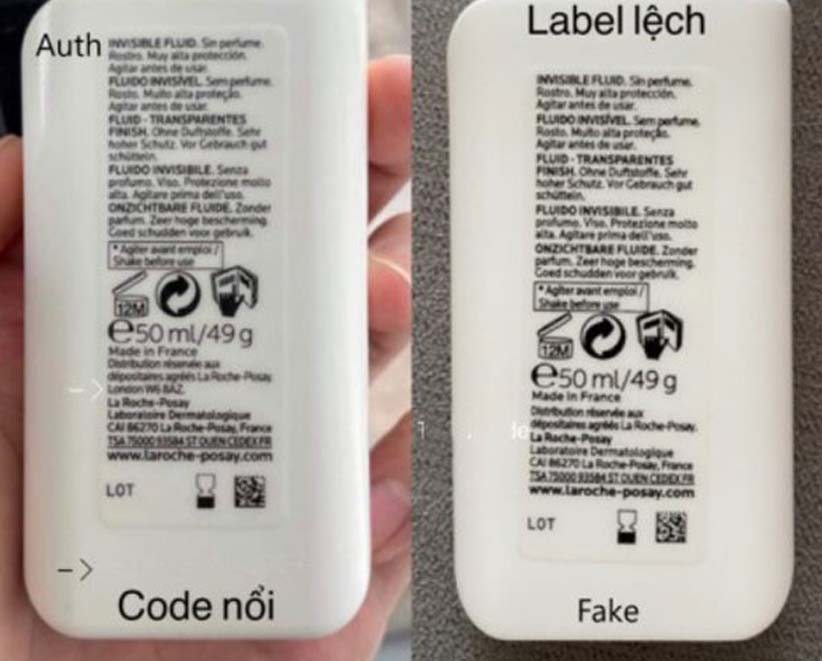 Auth
INVISIBLE FLUID. Sin perfume.
Rostro. Muy alta protección.
Agitar antes de usar.
FLUIDO INVISÍVEL. Sem perfume.
Rosto. Muito alta proteção.
Agitar antes de usar.
FLUID - TRANSPARENTES
FINISH. Ohne Duftstoffe. Sehr
hoher Schutz. Vor Gebrauch gut
schütteln.
FLUIDO INVISIBILE. Senza
profumo. Viso. Protezione molto
alta. Agitare prima dell'uso.
ONZICHTBARE FLUIDE. Zonder
parfum. Zeer hoge bescherming.
Goed schudden voor gebruik.
* Agiter avant emploi /
Shake before use
12M
e50 ml/49 g
Made in France
Distribution réservée aux
dépositaires agréés La Roche-Posay
London W6 8AZ.
La Roche-Posay
Laboratoire Dermatologique
CAI 86270 La Roche-Posay, France
TSA 75000 93584 ST OUEN CEDEX FR
www.laroche-posay.com
LOT
Code nổi
Label lệch
INVISIBLE FLUID. Sin perfume.
Rostro. Muy alta protección.
Agitar antes de usar.
FLUIDO INVISÍVEL. Sem perfume.
Rosto. Muito alta proteção.
Agitar antes de usar.
FLUID - TRANSPARENTES
FINISH. Ohne Duftstoffe. Sehr
hoher Schutz. Vor Gebrauch gut
schütteln.
FLUIDO INVISIBILE. Senza
profumo. Viso. Protezione molto
alta. Agitare prima dell'uso.
ONZICHTBARE FLUIDE. Zonder
parfum. Zeer hoge bescherming.
Goed schudden voor gebruik.
* Agiter avant emploi /
Shake before use
12M
e50 ml/49 g
Made in France
Distribution réservée aux
dépositaires agréés La Roche-Posay.
La Roche-Posay
Laboratoire Dermatologique
CAI 86270 La Roche-Posay, France
TSA 75000 93584 ST OUEN CEDEX FR
www.laroche-posay.com
LOT
Fake